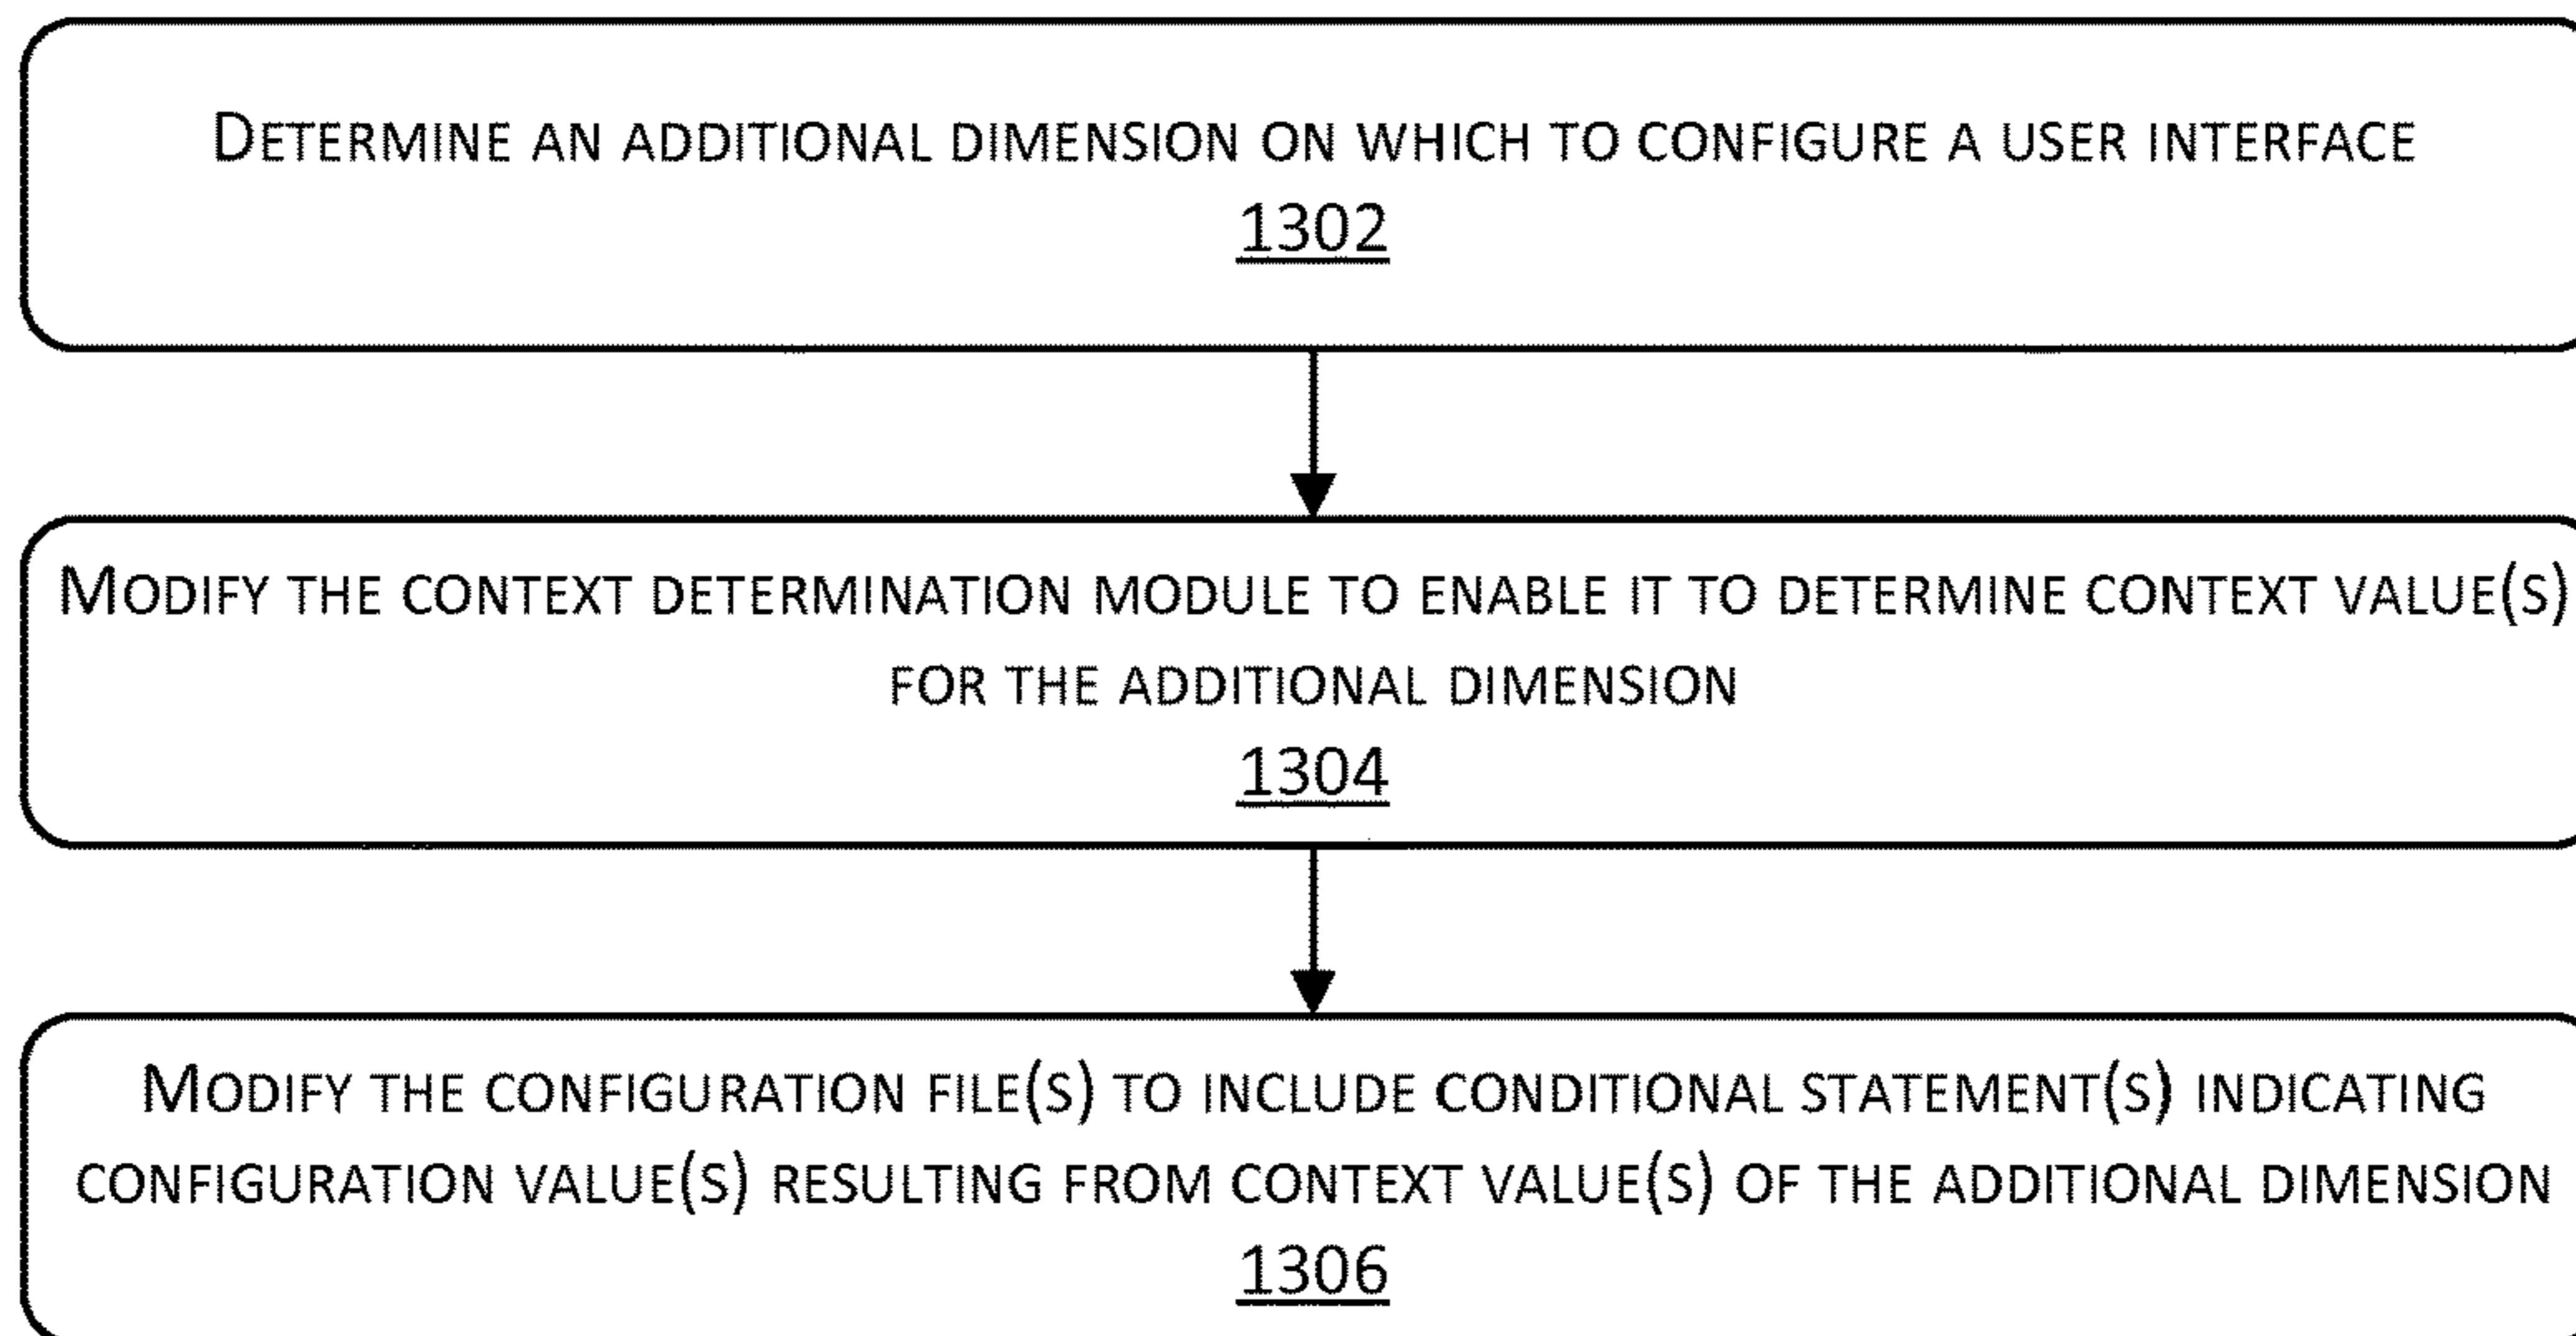 DETERMINE AN ADDITIONAL DIMENSION ON WHICH TO CONFIGURE A USER INTERFACE
1302
MODIFY THE CONTEXT DETERMINATION MODULE TO ENABLE IT TO DETERMINE CONTEXT VALUE(S)
FOR THE ADDITIONAL DIMENSION
1304
MODIFY THE CONFIGURATION FILE(S) TO INCLUDE CONDITIONAL STATEMENT(S) INDICATING
CONFIGURATION VALUE(S) RESULTING FROM CONTEXT VALUE(S) OF THE ADDITIONAL DIMENSION
1306